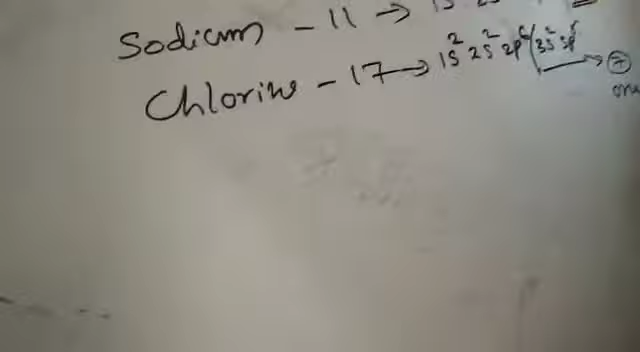 Sodium - 11 →
Chlorine - 17 → 1s² 2s² 2p⁶ 3s² 3p⁵ → 7